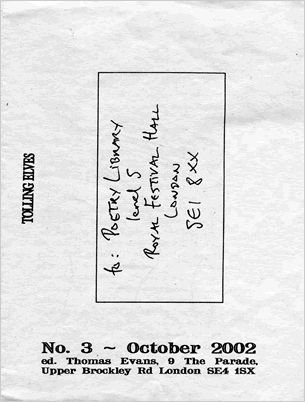 TOLLING ELVES
to: POETRY LIBRARY
level 5
ROYAL FESTIVAL HALL
LONDON
SE1 8XX
No. 3 ~ October 2002
ed. Thomas Evans, 9 The Parade,
Upper Brockley Rd London SE4 1SX